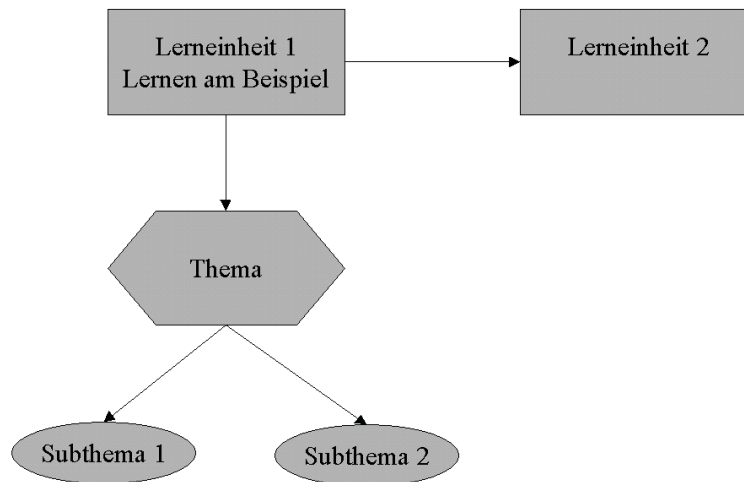 Lerneinheit 1
Lernen am Beispiel
Lerneinheit 2
Thema
Subthema 1
Subthema 2